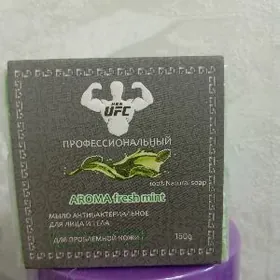 UFC
ПРОФЕССИОНАЛЬНЫЙ
100% Natural soap
AROMA fresh mint
МЫЛО АНТИБАКТЕРИАЛЬНОЕ
ДЛЯ ЛИЦА И ТЕЛА
ДЛЯ ПРОБЛЕМНОЙ КОЖИ
150g